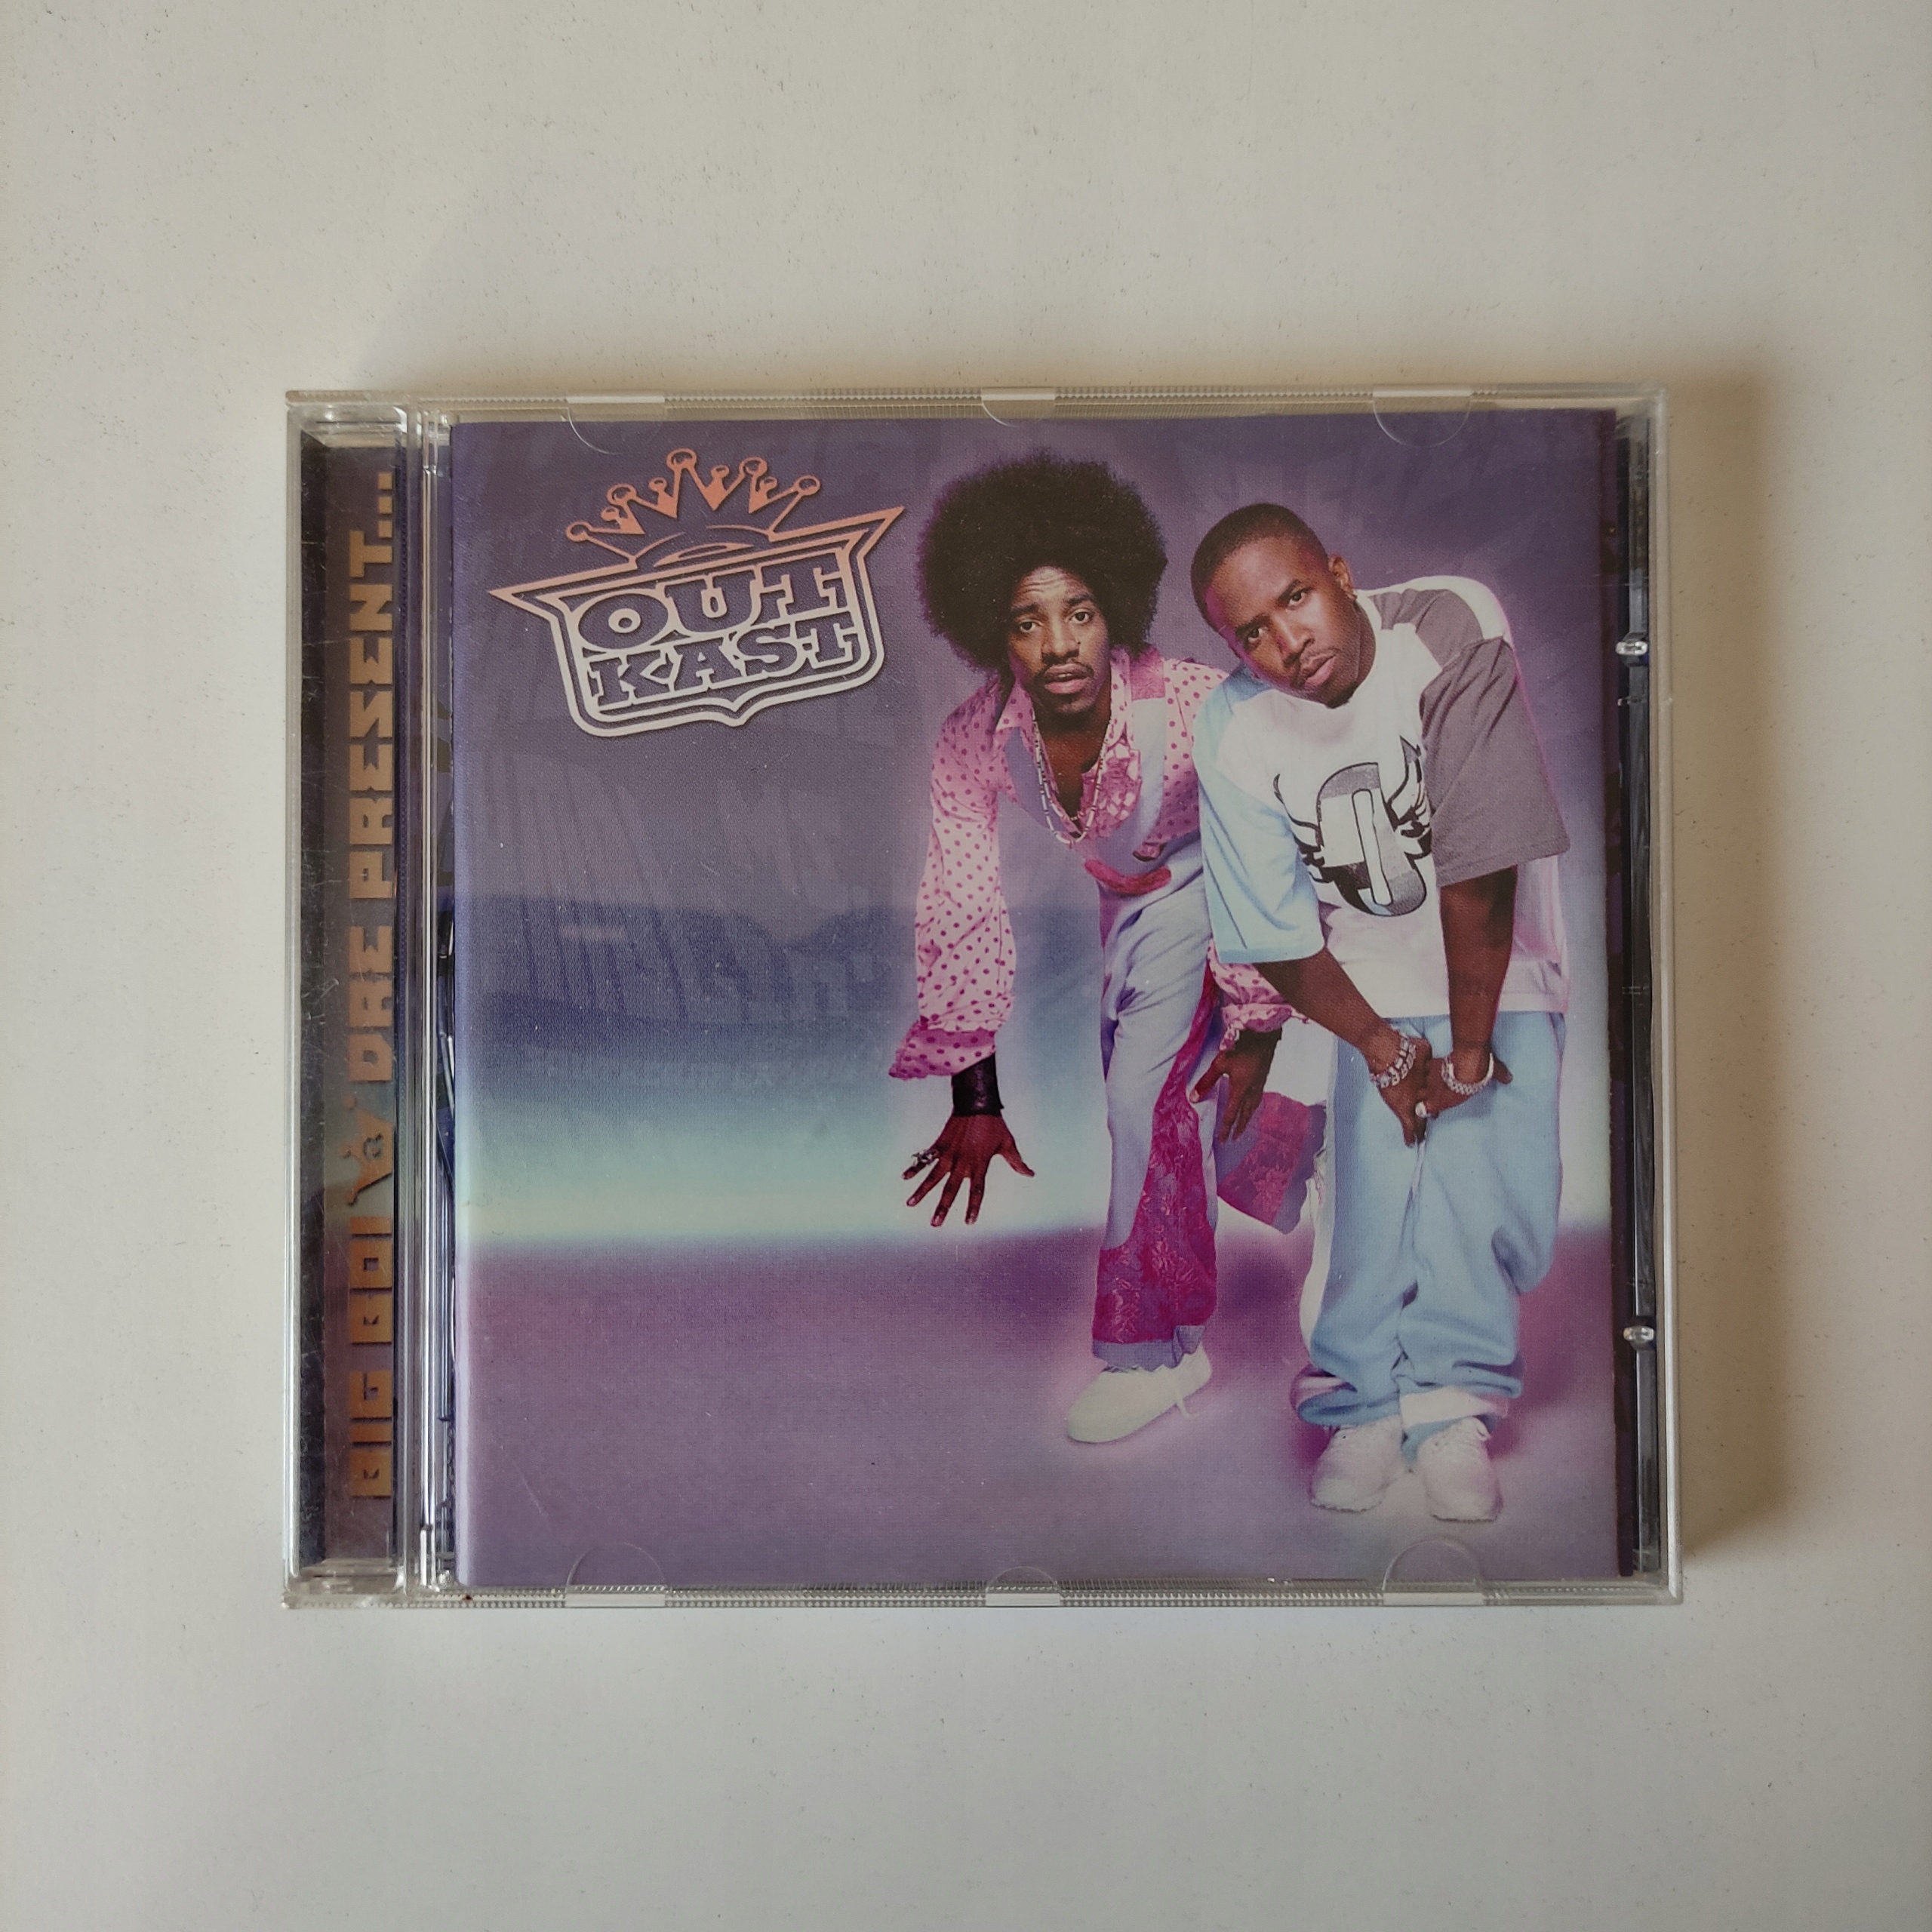 BIG BOI & DRE PRESENT...
OUT
KAST